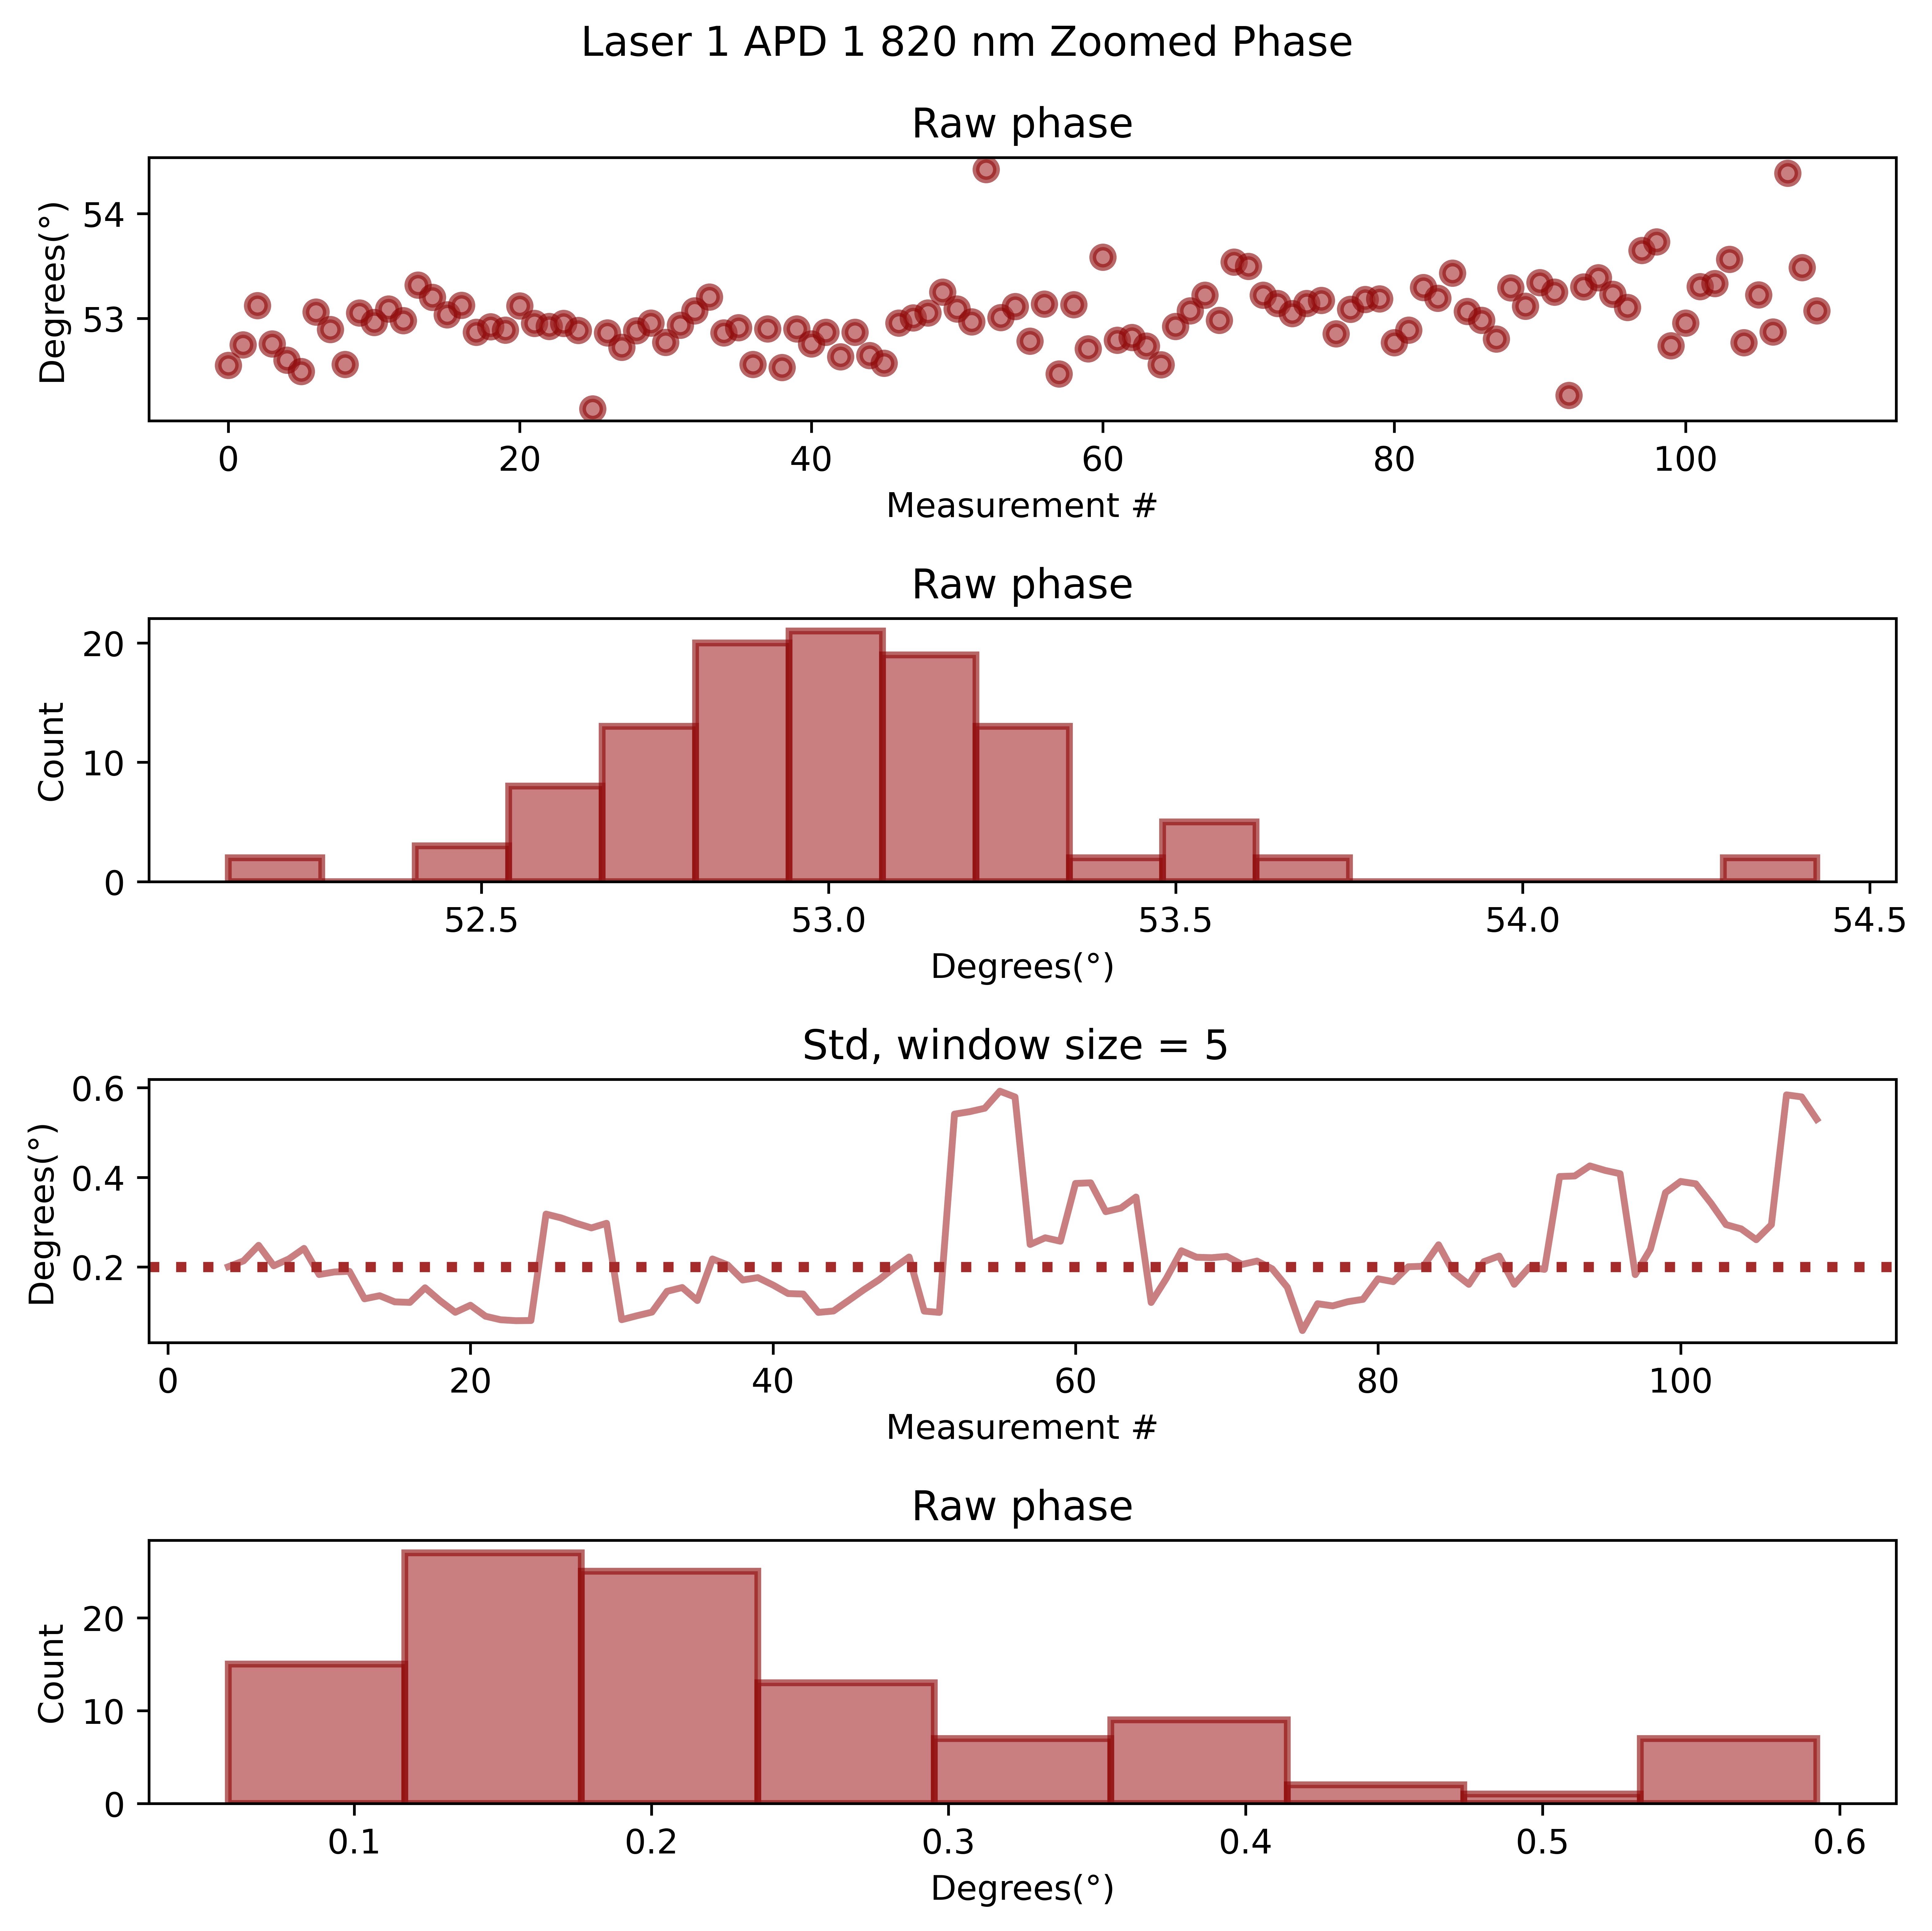 Laser 1 APD 1 820 nm Zoomed Phase
Raw phase
Degrees(°)
54
53
0 20 40 60 80 100
Measurement #
Raw phase
Count
20
10
0
52.5 53.0 53.5 54.0 54.5
Degrees(°)
Std, window size = 5
Degrees(°)
0.6
0.4
0.2
0 20 40 60 80 100
Measurement #
Raw phase
Count
20
10
0
0.1 0.2 0.3 0.4 0.5 0.6
Degrees(°)